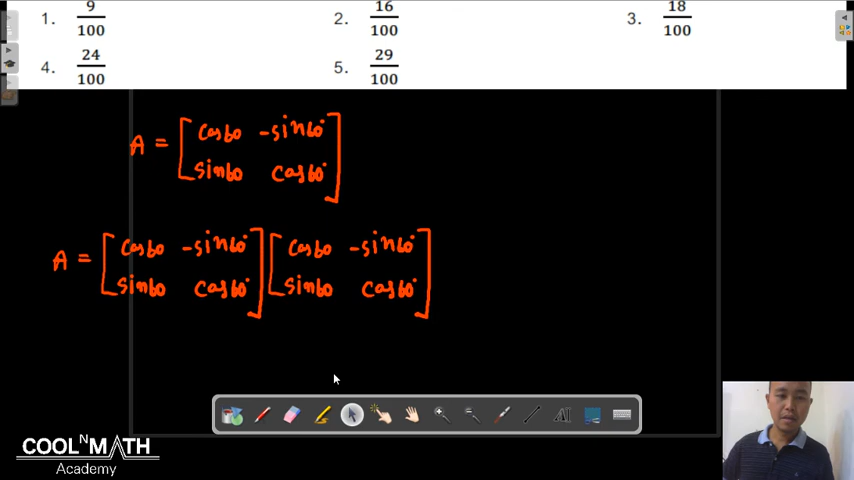 1. 9/100 2. 16/100 3. 18/100
4. 24/100 5. 29/100
A = [cos60 -sin60°
sin60 cos60°]
A = [cos60 -sin60° [cos60 -sin60°
sin60 cos60°] sin60 cos60°]
AI
COOL N MATH
Academy